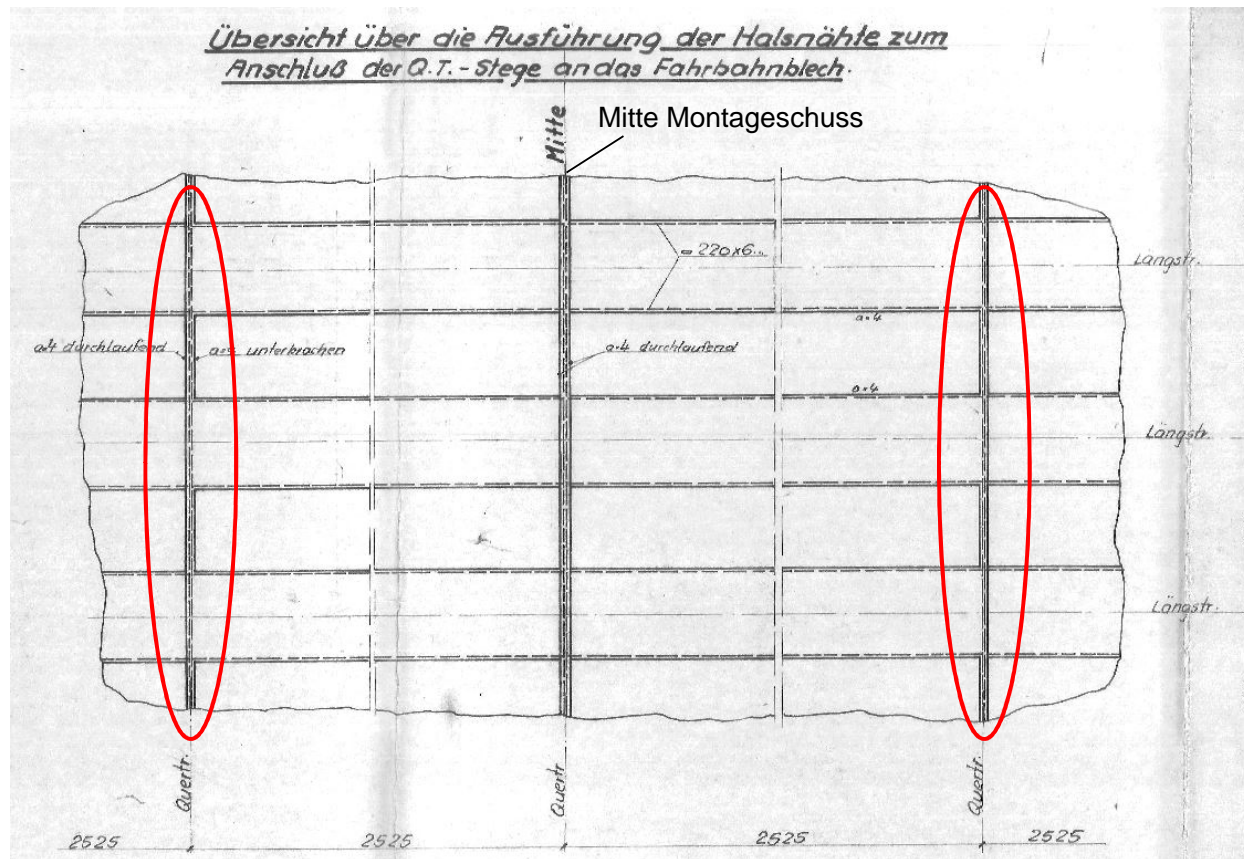 Übersicht über die Ausführung der Halsnähte zum
Anschluß der Q.T.-Stege an das Fahrbahnblech.
Mitte
Mitte Montageschuss
= 220x6
Längstr.
a=4
a=4 durchlaufend
unterbrochen
a=4 durchlaufend
a=4
Längstr.
Längstr.
Quertr.
Quertr.
Quertr.
2525
2525
2525
2525